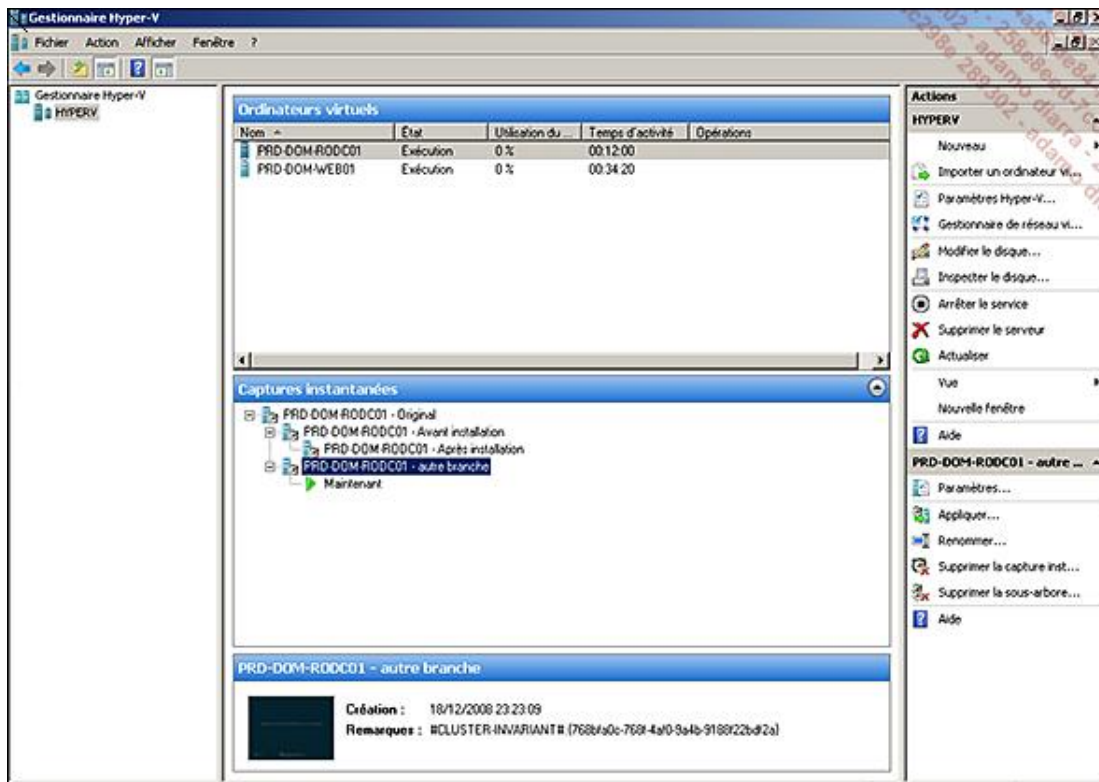 Gestionnaire Hyper-V
Fichier Action Afficher Fenêtre ?
Gestionnaire Hyper-V
HYPERV
Ordinateurs virtuels
Nom État Utilisation du ... Temps d'activité Opérations
PRD-DOM-RODC01 Exécution 0 % 00:12:00
PRD-DOM-WEB01 Exécution 0 % 00:34:20
Captures instantanées
PRD-DOM-RODC01 - Original
PRD-DOM-RODC01 - Avant installation
PRD-DOM-RODC01 - Après installation
PRD-DOM-RODC01 - autre branche
Maintenant
PRD-DOM-RODC01 - autre branche
Création : 18/12/2008 23:23:09
Remarques : #CLUSTER-INVARIANT#:
Actions
HYPERV
Nouveau
Importer un ordinateur vi...
Paramètres Hyper-V...
Gestionnaire de réseau vi...
Modifier le disque...
Inspecter le disque...
Arrêter le service
Supprimer le serveur
Actualiser
Vue
Nouvelle fenêtre
Aide
PRD-DOM-RODC01 - autre ...
Paramètres...
Appliquer...
Renommer...
Supprimer la capture inst...
Supprimer la sous-arbore...
Aide
289302 - adamo diarra